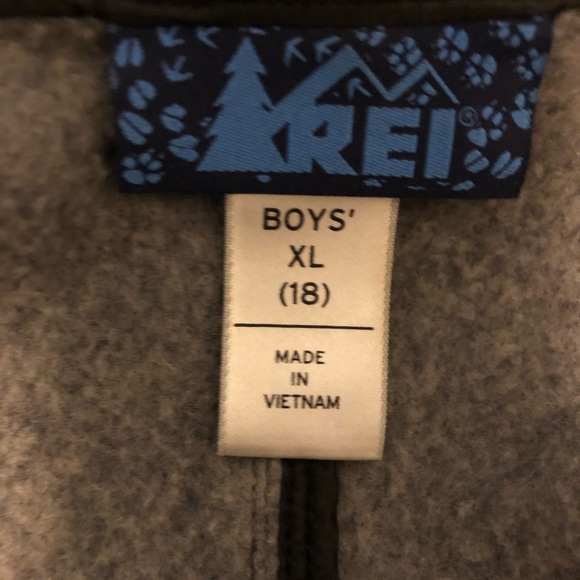 REI®
BOYS'
XL
(18)
MADE
IN
VIETNAM